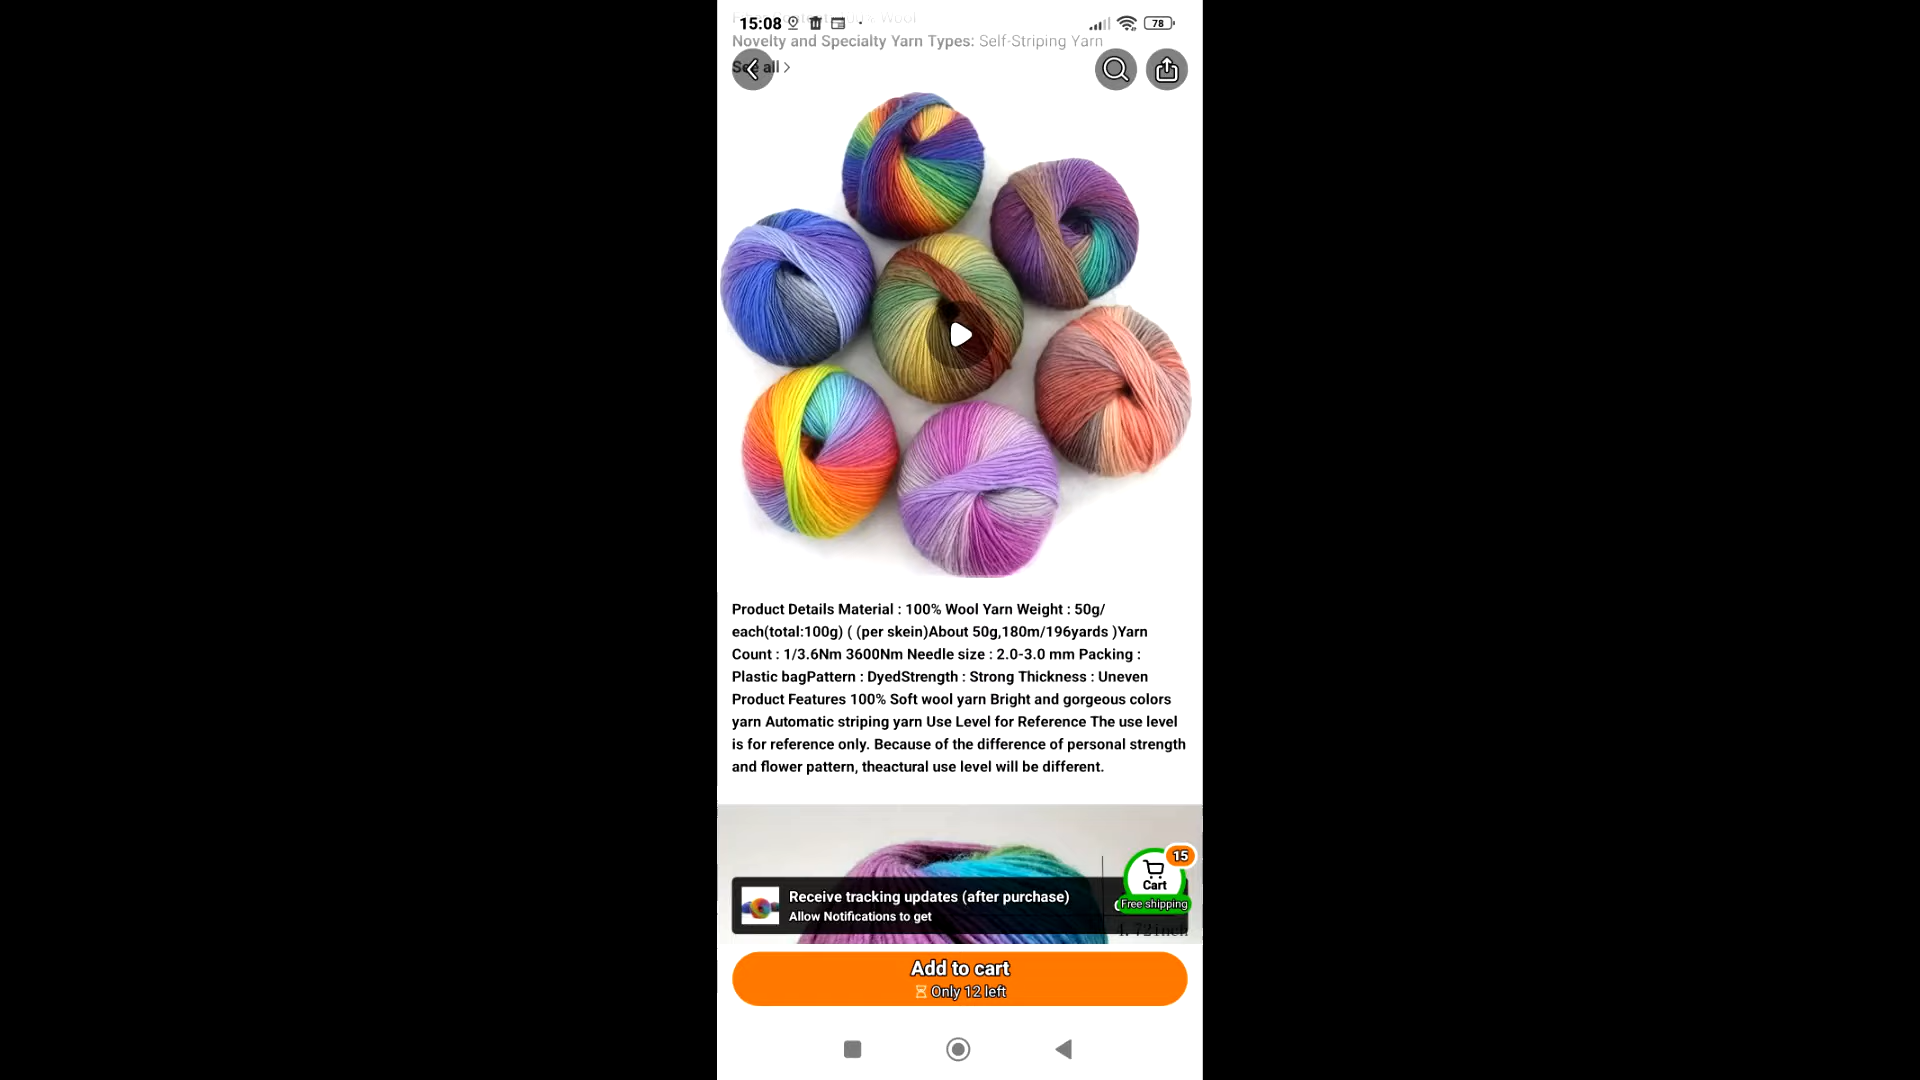 15:08
78
100% Wool
Novelty and Specialty Yarn Types: Self-Striping Yarn
See all >
Product Details Material : 100% Wool Yarn Weight : 50g/
each(total:100g) ( (per skein)About 50g,180m/196yards )Yarn
Count : 1/3.6Nm 3600Nm Needle size : 2.0-3.0 mm Packing :
Plastic bagPattern : DyedStrength : Strong Thickness : Uneven
Product Features 100% Soft wool yarn Bright and gorgeous colors
yarn Automatic striping yarn Use Level for Reference The use level
is for reference only. Because of the difference of personal strength
and flower pattern, theactural use level will be different.
15
Cart
Free shipping
Receive tracking updates (after purchase)
Allow Notifications to get
4.72inch
Add to cart
Only 12 left